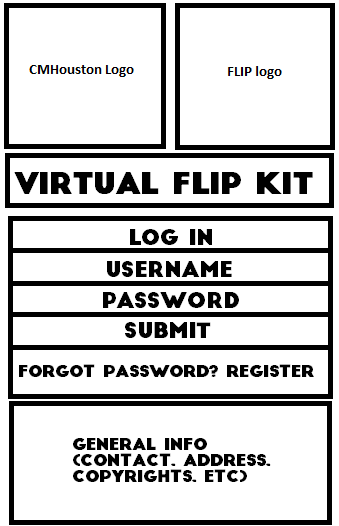 CMHouston Logo
FLIP logo
VIRTUAL FLIP KIT
LOG IN
USERNAME
PASSWORD
SUBMIT
FORGOT PASSWORD? REGISTER
GENERAL INFO
(CONTACT. ADDRESS.
COPYRIGHTS. ETC)